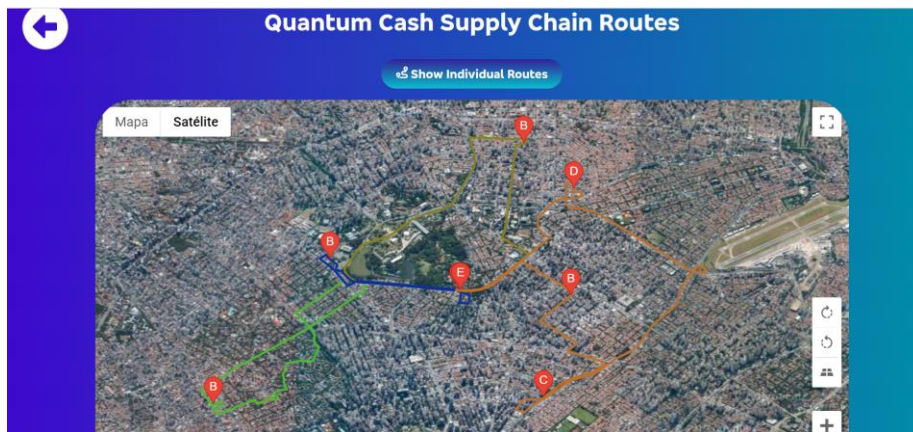 Quantum Cash Supply Chain Routes
Show Individual Routes
Mapa Satélite
B
D
B
E
B
B
C